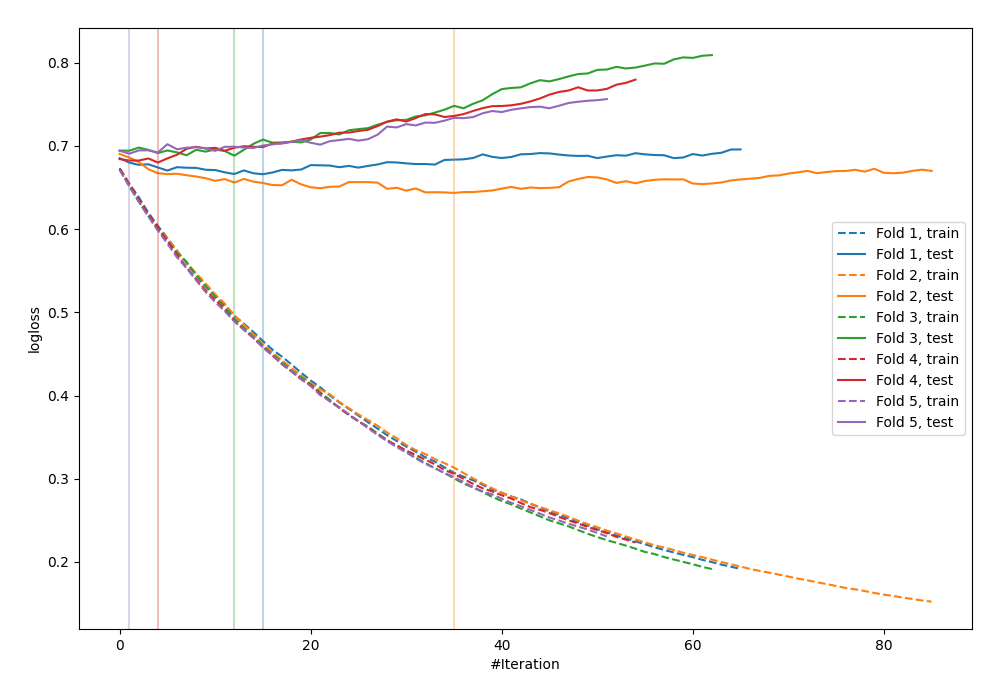 0.8
0.7
0.6
0.5
0.4
0.3
0.2
logloss
0
20
40
60
80
#Iteration
Fold 1, train
Fold 1, test
Fold 2, train
Fold 2, test
Fold 3, train
Fold 3, test
Fold 4, train
Fold 4, test
Fold 5, train
Fold 5, test